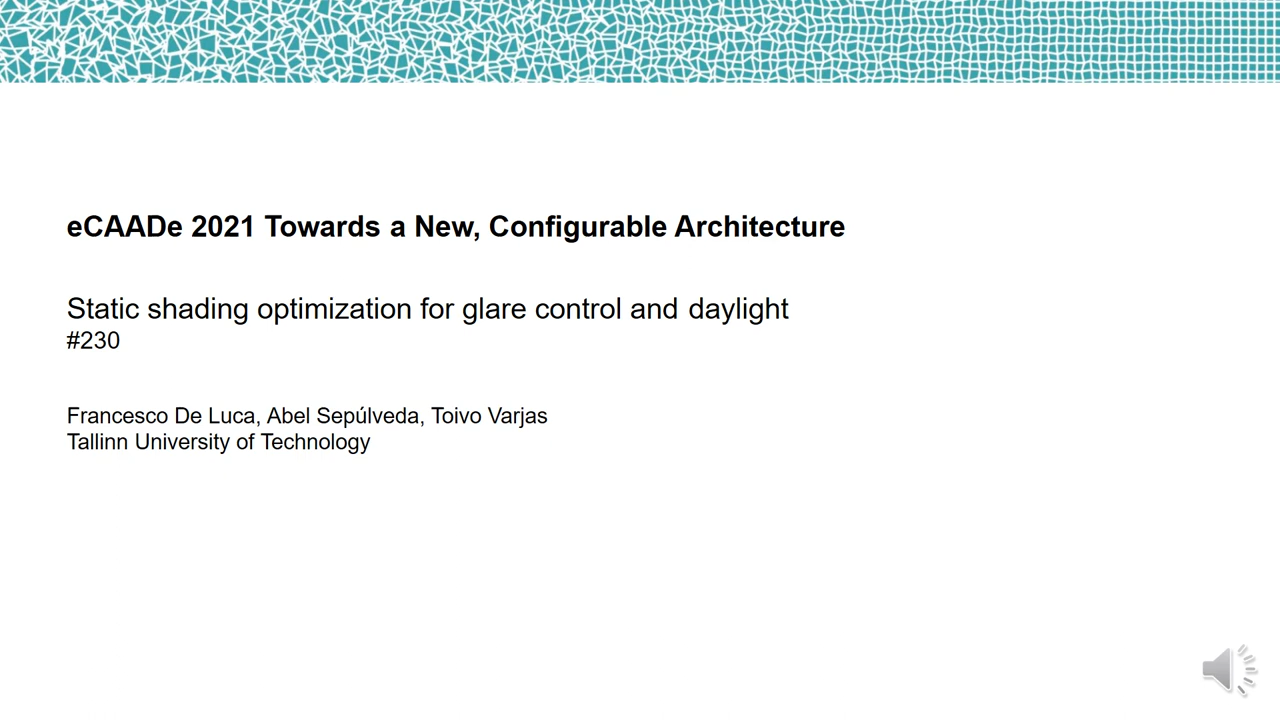 eCAADe 2021 Towards a New, Configurable Architecture
Static shading optimization for glare control and daylight
#230
Francesco De Luca, Abel Sepúlveda, Toivo Varjas
Tallinn University of Technology